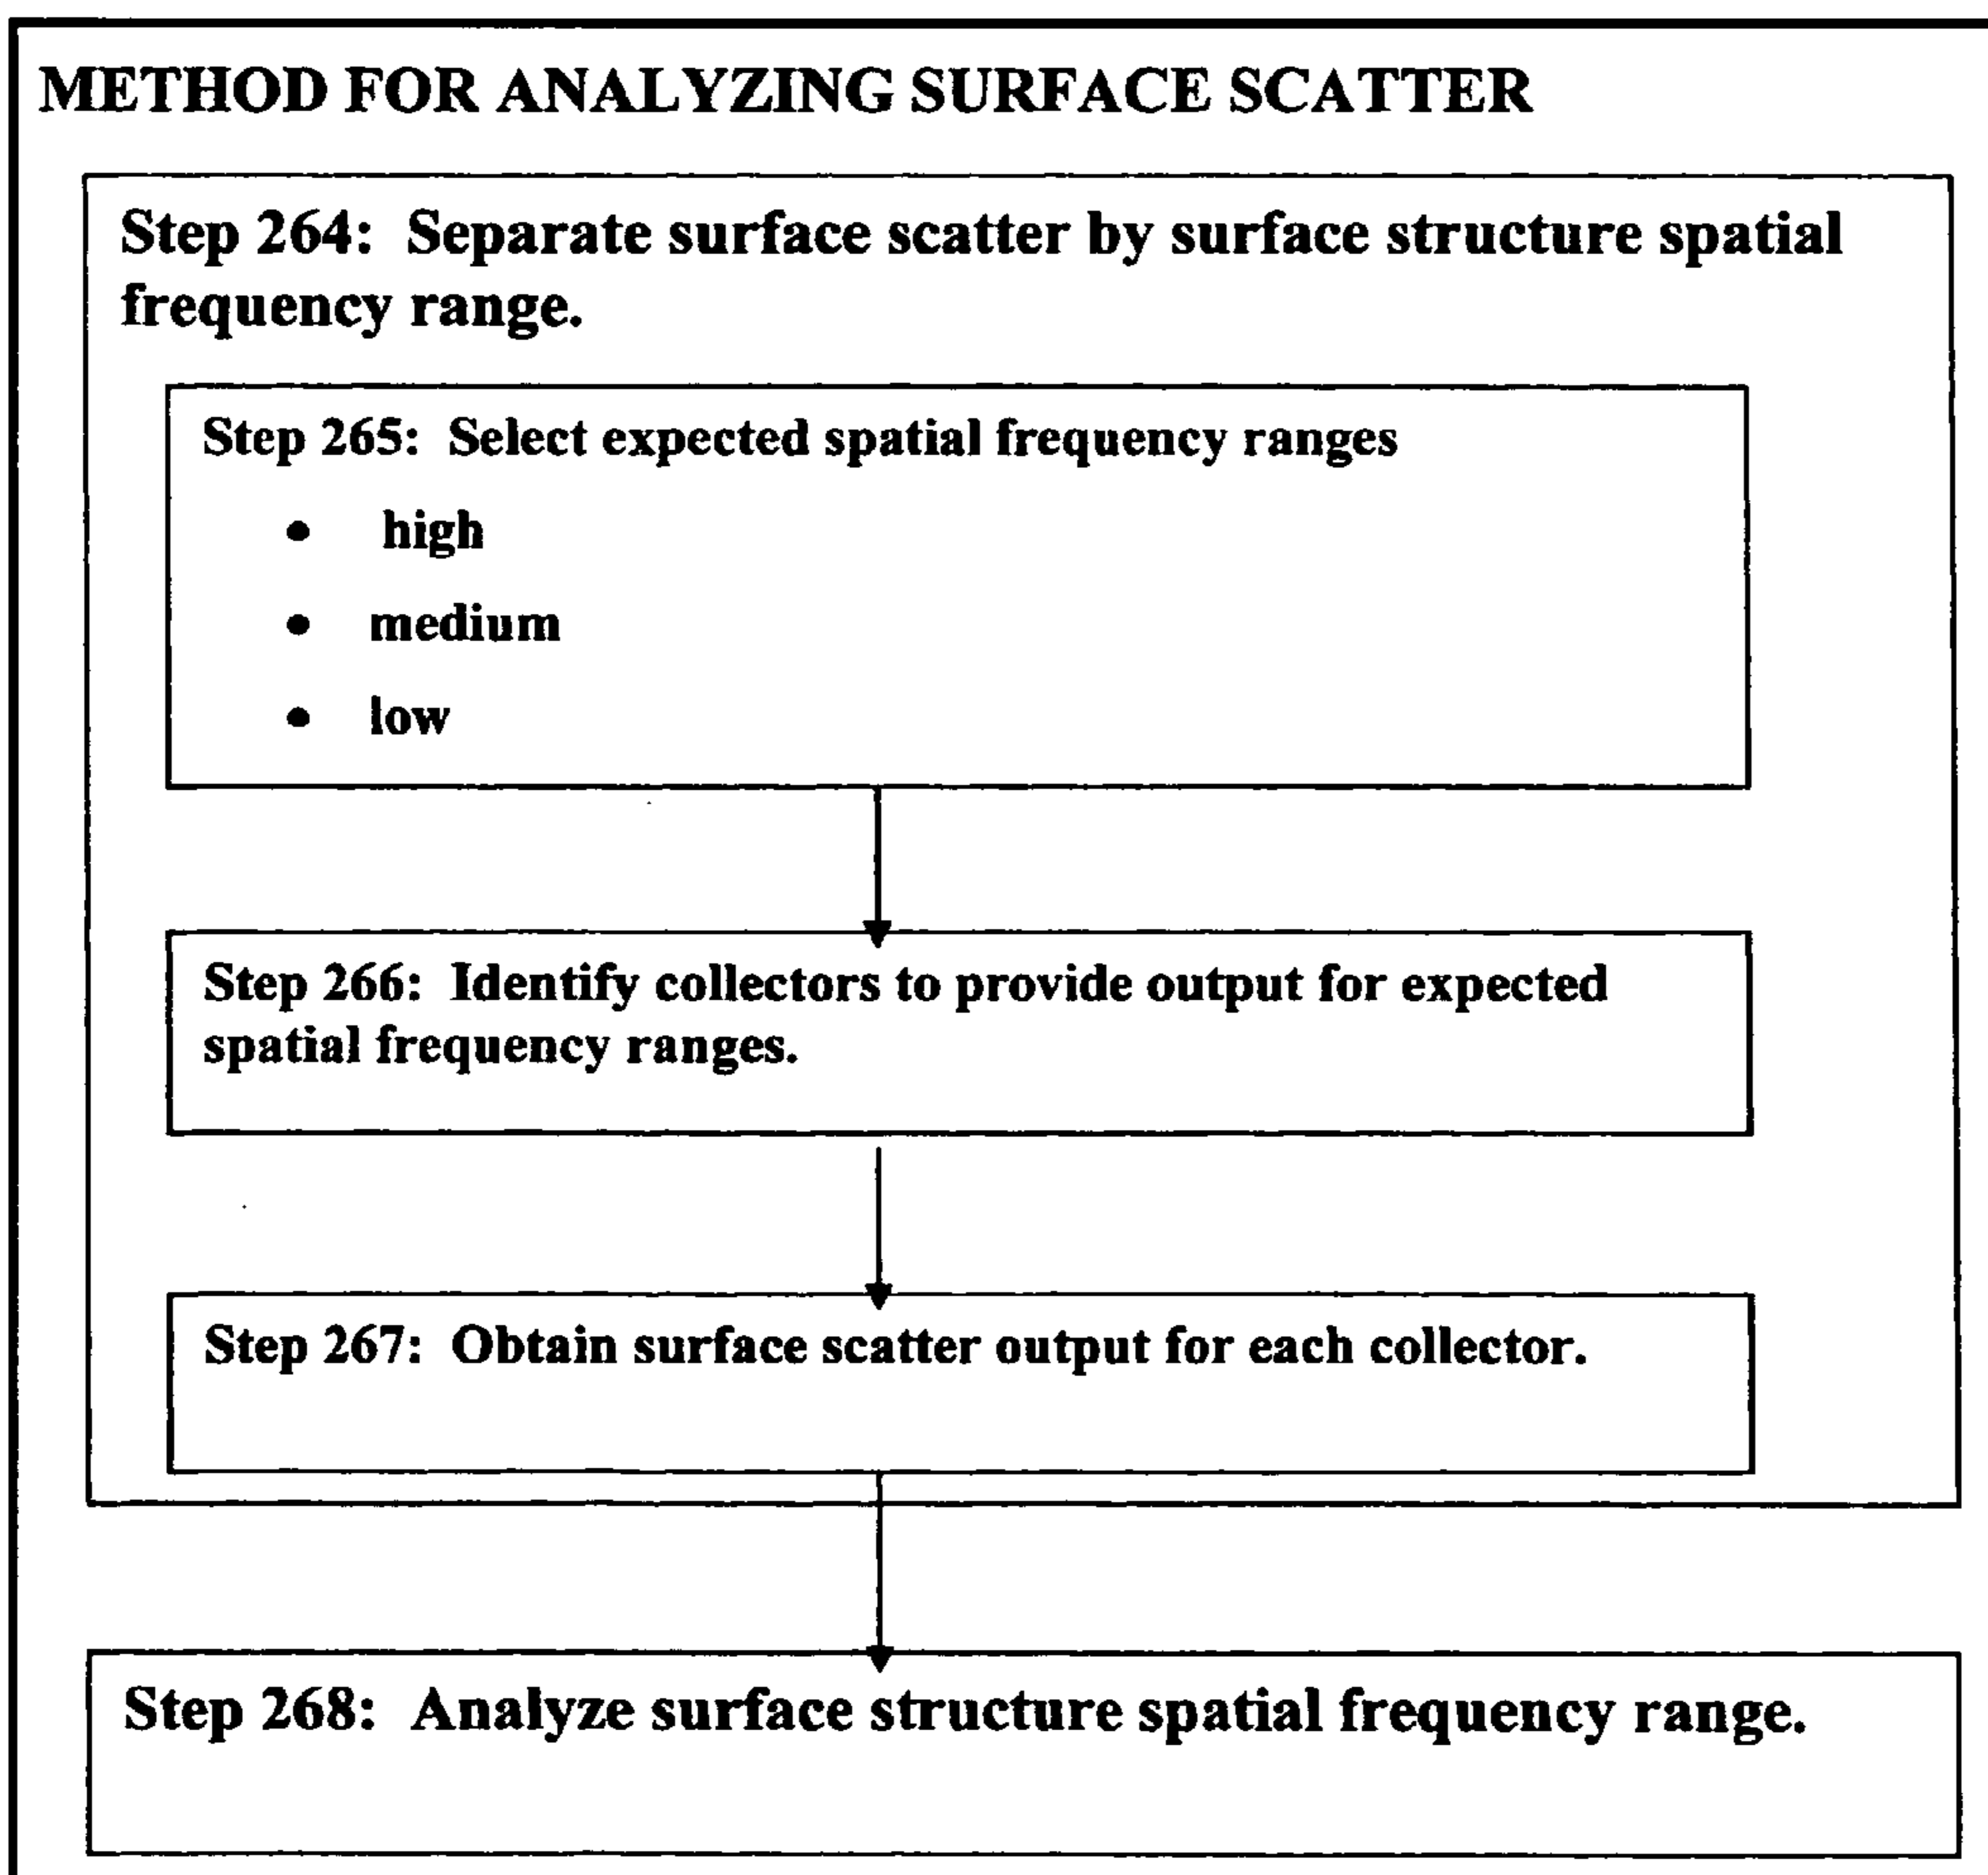 METHOD FOR ANALYZING SURFACE SCATTER
Step 264: Separate surface scatter by surface structure spatial
frequency range.
Step 265: Select expected spatial frequency ranges
• high
• medium
• low
Step 266: Identify collectors to provide output for expected
spatial frequency ranges.
Step 267: Obtain surface scatter output for each collector.
Step 268: Analyze surface structure spatial frequency range.